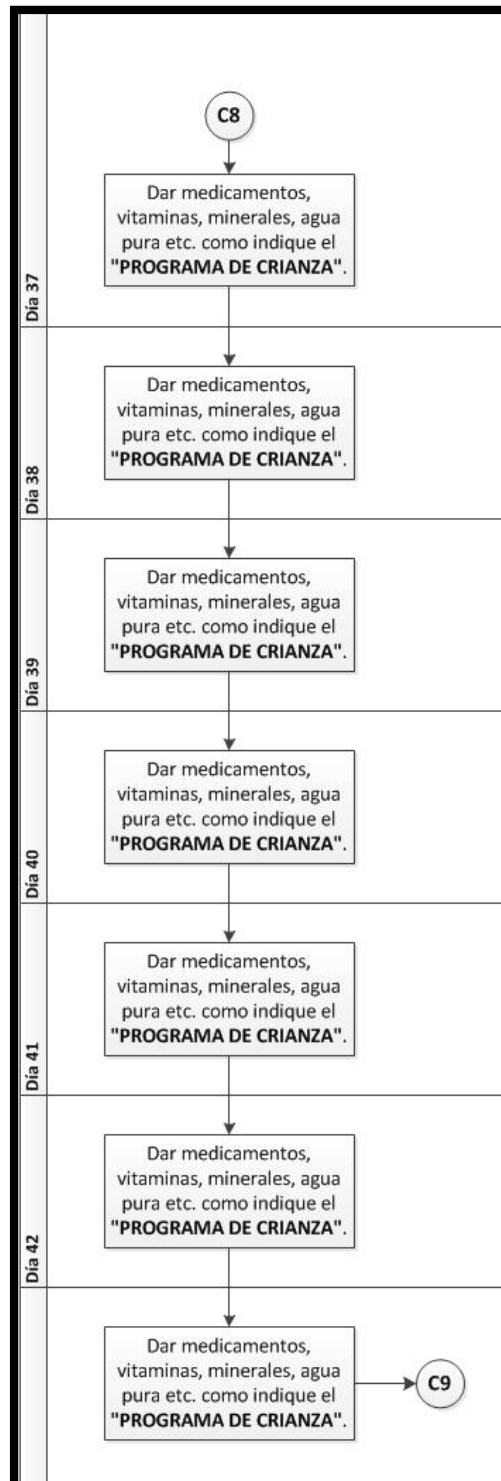 C8
Dar medicamentos,
vitaminas, minerales, agua
pura etc. como indique el
"PROGRAMA DE CRIANZA".
Día 37
Dar medicamentos,
vitaminas, minerales, agua
pura etc. como indique el
"PROGRAMA DE CRIANZA".
Día 38
Dar medicamentos,
vitaminas, minerales, agua
pura etc. como indique el
"PROGRAMA DE CRIANZA".
Día 39
Dar medicamentos,
vitaminas, minerales, agua
pura etc. como indique el
"PROGRAMA DE CRIANZA".
Día 40
Dar medicamentos,
vitaminas, minerales, agua
pura etc. como indique el
"PROGRAMA DE CRIANZA".
Día 41
Dar medicamentos,
vitaminas, minerales, agua
pura etc. como indique el
"PROGRAMA DE CRIANZA".
Día 42
Dar medicamentos,
vitaminas, minerales, agua
pura etc. como indique el
"PROGRAMA DE CRIANZA".
C9